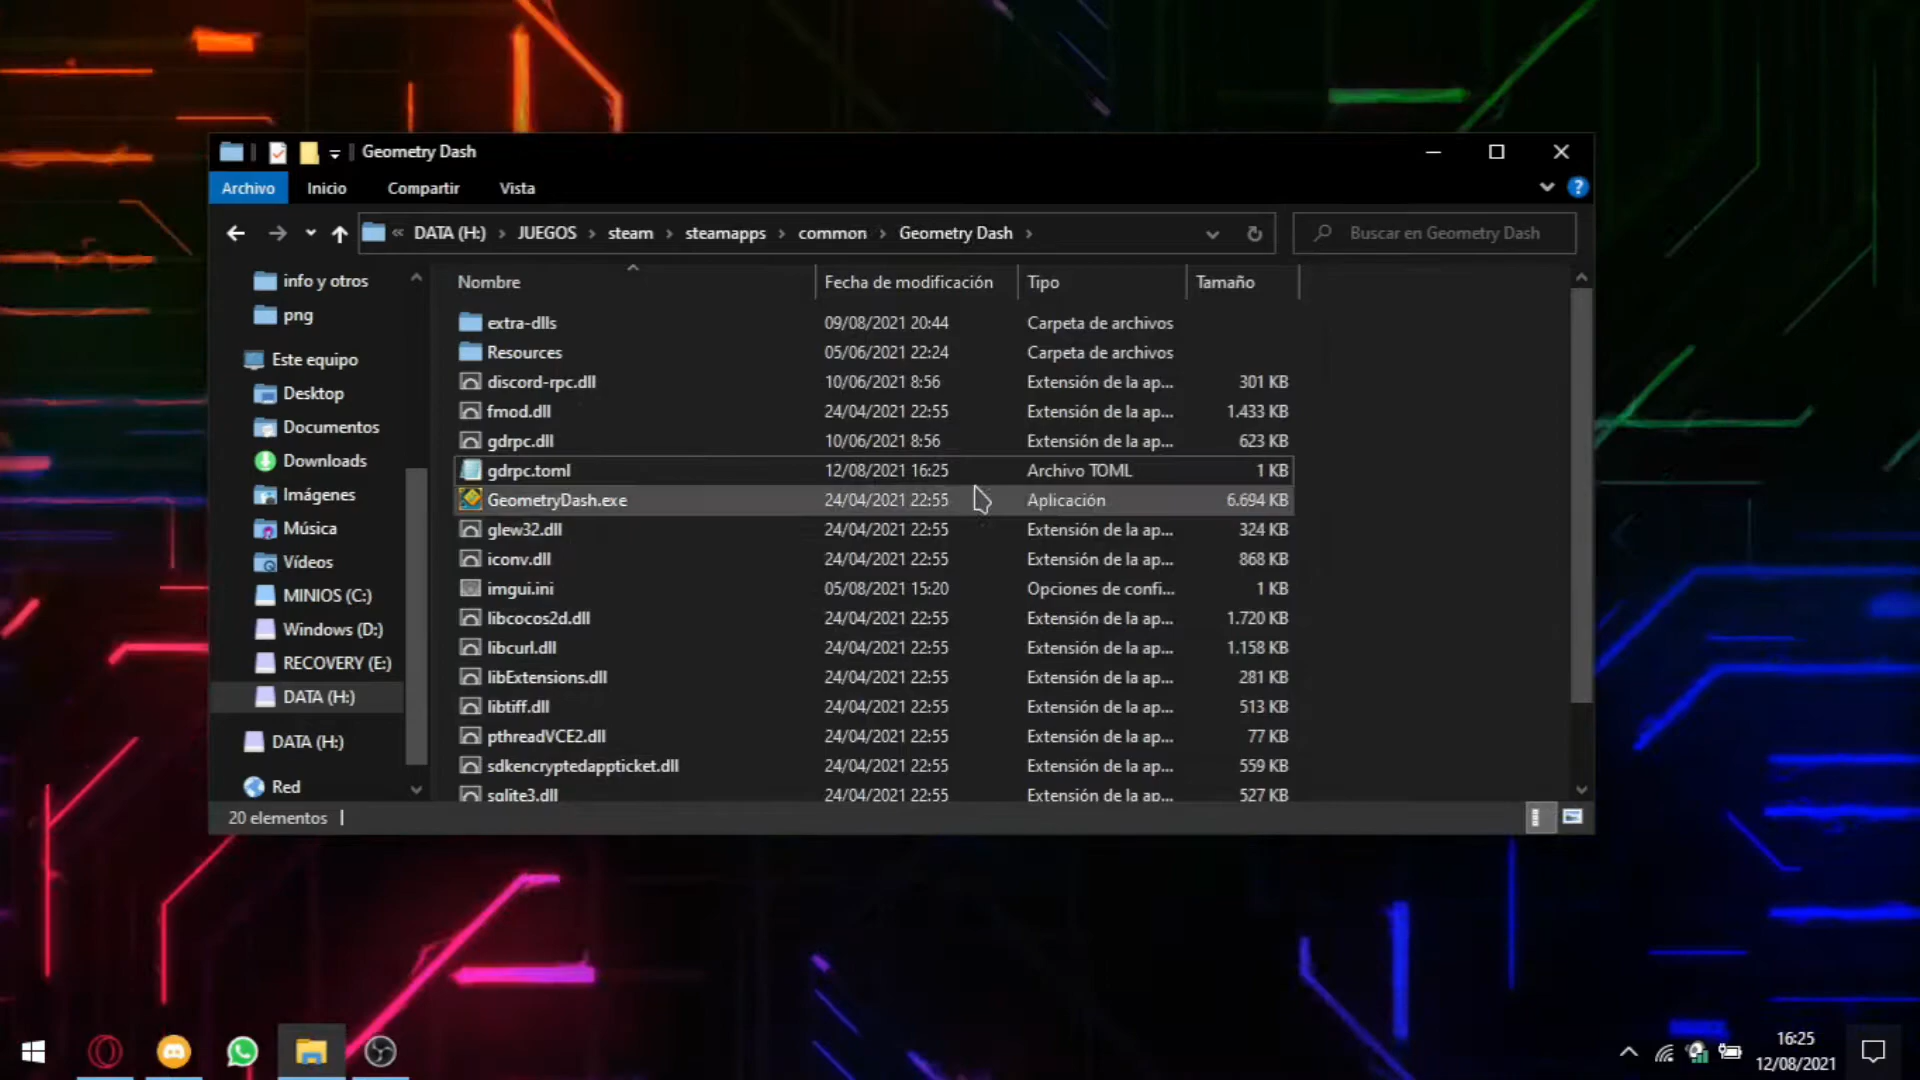 Geometry Dash
Archivo Inicio Compartir Vista
« DATA (H:) › JUEGOS › steam › steamapps › common › Geometry Dash › Buscar en Geometry Dash
info y otros
png
Este equipo
Desktop
Documentos
Downloads
Imágenes
Música
Vídeos
MINIOS (C:)
Windows (D:)
RECOVERY (E:)
DATA (H:)
DATA (H:)
Red
Nombre Fecha de modificación Tipo Tamaño
extra-dlls 09/08/2021 20:44 Carpeta de archivos
Resources 05/06/2021 22:24 Carpeta de archivos
discord-rpc.dll 10/06/2021 8:56 Extensión de la ap... 301 KB
fmod.dll 24/04/2021 22:55 Extensión de la ap... 1.433 KB
gdrpc.dll 10/06/2021 8:56 Extensión de la ap... 623 KB
gdrpc.toml 12/08/2021 16:25 Archivo TOML 1 KB
GeometryDash.exe 24/04/2021 22:55 Aplicación 6.694 KB
glew32.dll 24/04/2021 22:55 Extensión de la ap... 324 KB
iconv.dll 24/04/2021 22:55 Extensión de la ap... 868 KB
imgui.ini 05/08/2021 15:20 Opciones de confi... 1 KB
libcocos2d.dll 24/04/2021 22:55 Extensión de la ap... 1.720 KB
libcurl.dll 24/04/2021 22:55 Extensión de la ap... 1.158 KB
libExtensions.dll 24/04/2021 22:55 Extensión de la ap... 281 KB
libtiff.dll 24/04/2021 22:55 Extensión de la ap... 513 KB
pthreadVCE2.dll 24/04/2021 22:55 Extensión de la ap... 77 KB
sdkencryptedappticket.dll 24/04/2021 22:55 Extensión de la ap... 559 KB
sqlite3.dll 24/04/2021 22:55 Extensión de la ap... 527 KB
20 elementos
16:25
12/08/2021